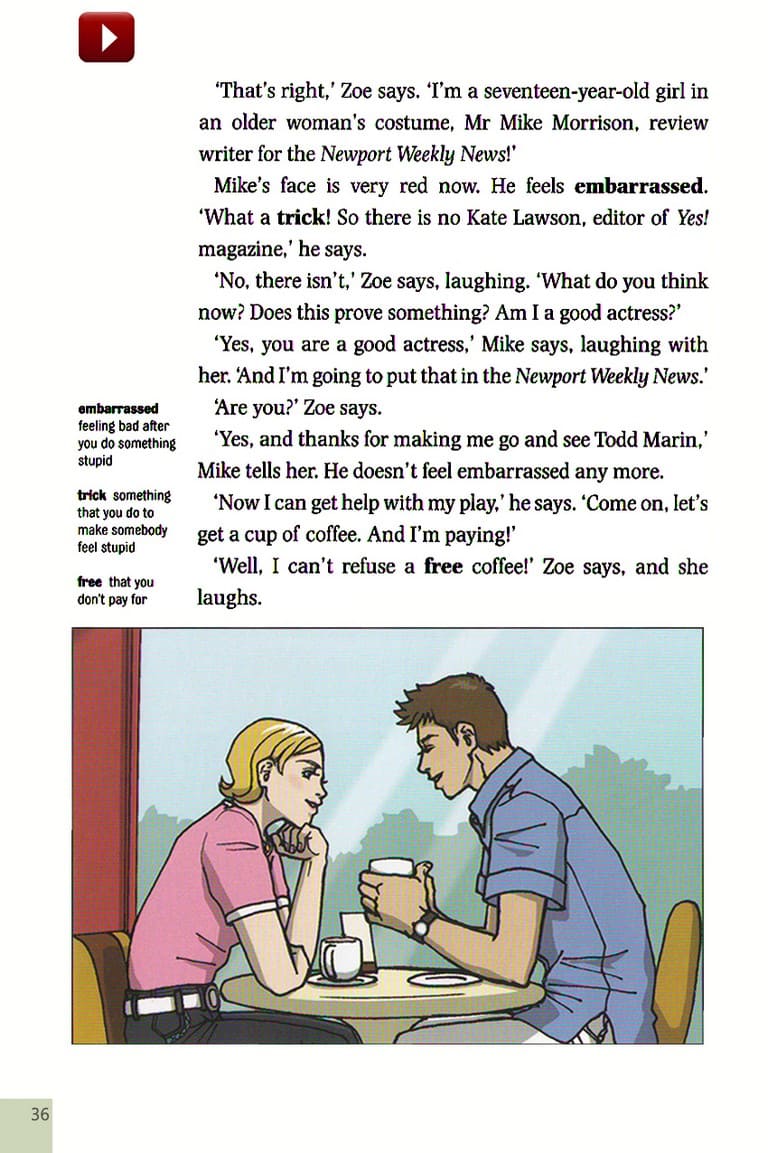 ‘That’s right,’ Zoe says. ‘I’m a seventeen-year-old girl in
an older woman’s costume, Mr Mike Morrison, review
writer for the Newport Weekly News!’
Mike’s face is very red now. He feels embarrassed.
‘What a trick! So there is no Kate Lawson, editor of Yes!
magazine,’ he says.
‘No, there isn’t,’ Zoe says, laughing. ‘What do you think
now? Does this prove something? Am I a good actress?’
‘Yes, you are a good actress,’ Mike says, laughing with
her. ‘And I’m going to put that in the Newport Weekly News.’
‘Are you?’ Zoe says.
‘Yes, and thanks for making me go and see Todd Marin,’
Mike tells her. He doesn’t feel embarrassed any more.
‘Now I can get help with my play,’ he says. ‘Come on, let’s
get a cup of coffee. And I’m paying!’
‘Well, I can’t refuse a free coffee!’ Zoe says, and she
laughs.
embarrassed
feeling bad after
you do something
stupid
trick something
that you do to
make somebody
feel stupid
free that you
don’t pay for
36